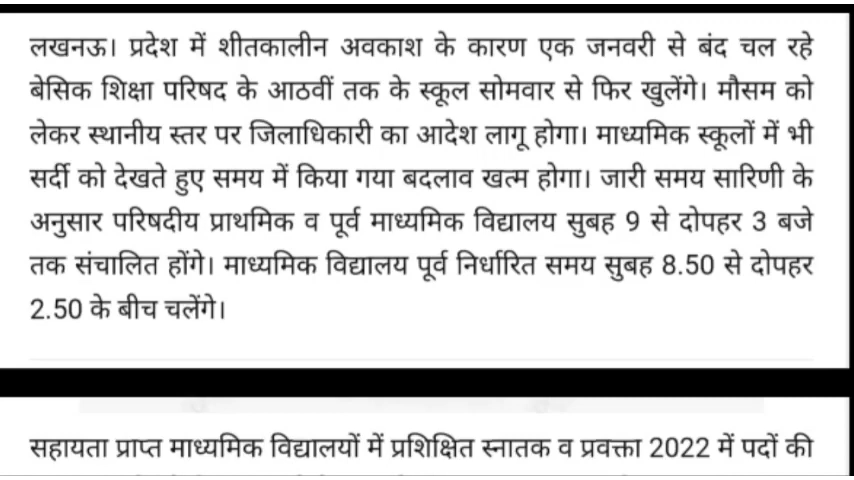 लखनऊ। प्रदेश में शीतकालीन अवकाश के कारण एक जनवरी से बंद चल रहे
बेसिक शिक्षा परिषद के आठवीं तक के स्कूल सोमवार से फिर खुलेंगे। मौसम को
लेकर स्थानीय स्तर पर जिलाधिकारी का आदेश लागू होगा। माध्यमिक स्कूलों में भी
सर्दी को देखते हुए समय में किया गया बदलाव खत्म होगा। जारी समय सारिणी के
अनुसार परिषदीय प्राथमिक व पूर्व माध्यमिक विद्यालय सुबह 9 से दोपहर 3 बजे
तक संचालित होंगे। माध्यमिक विद्यालय पूर्व निर्धारित समय सुबह 8.50 से दोपहर
2.50 के बीच चलेंगे।
सहायता प्राप्त माध्यमिक विद्यालयों में प्रशिक्षित स्नातक व प्रवक्ता 2022 में पदों की